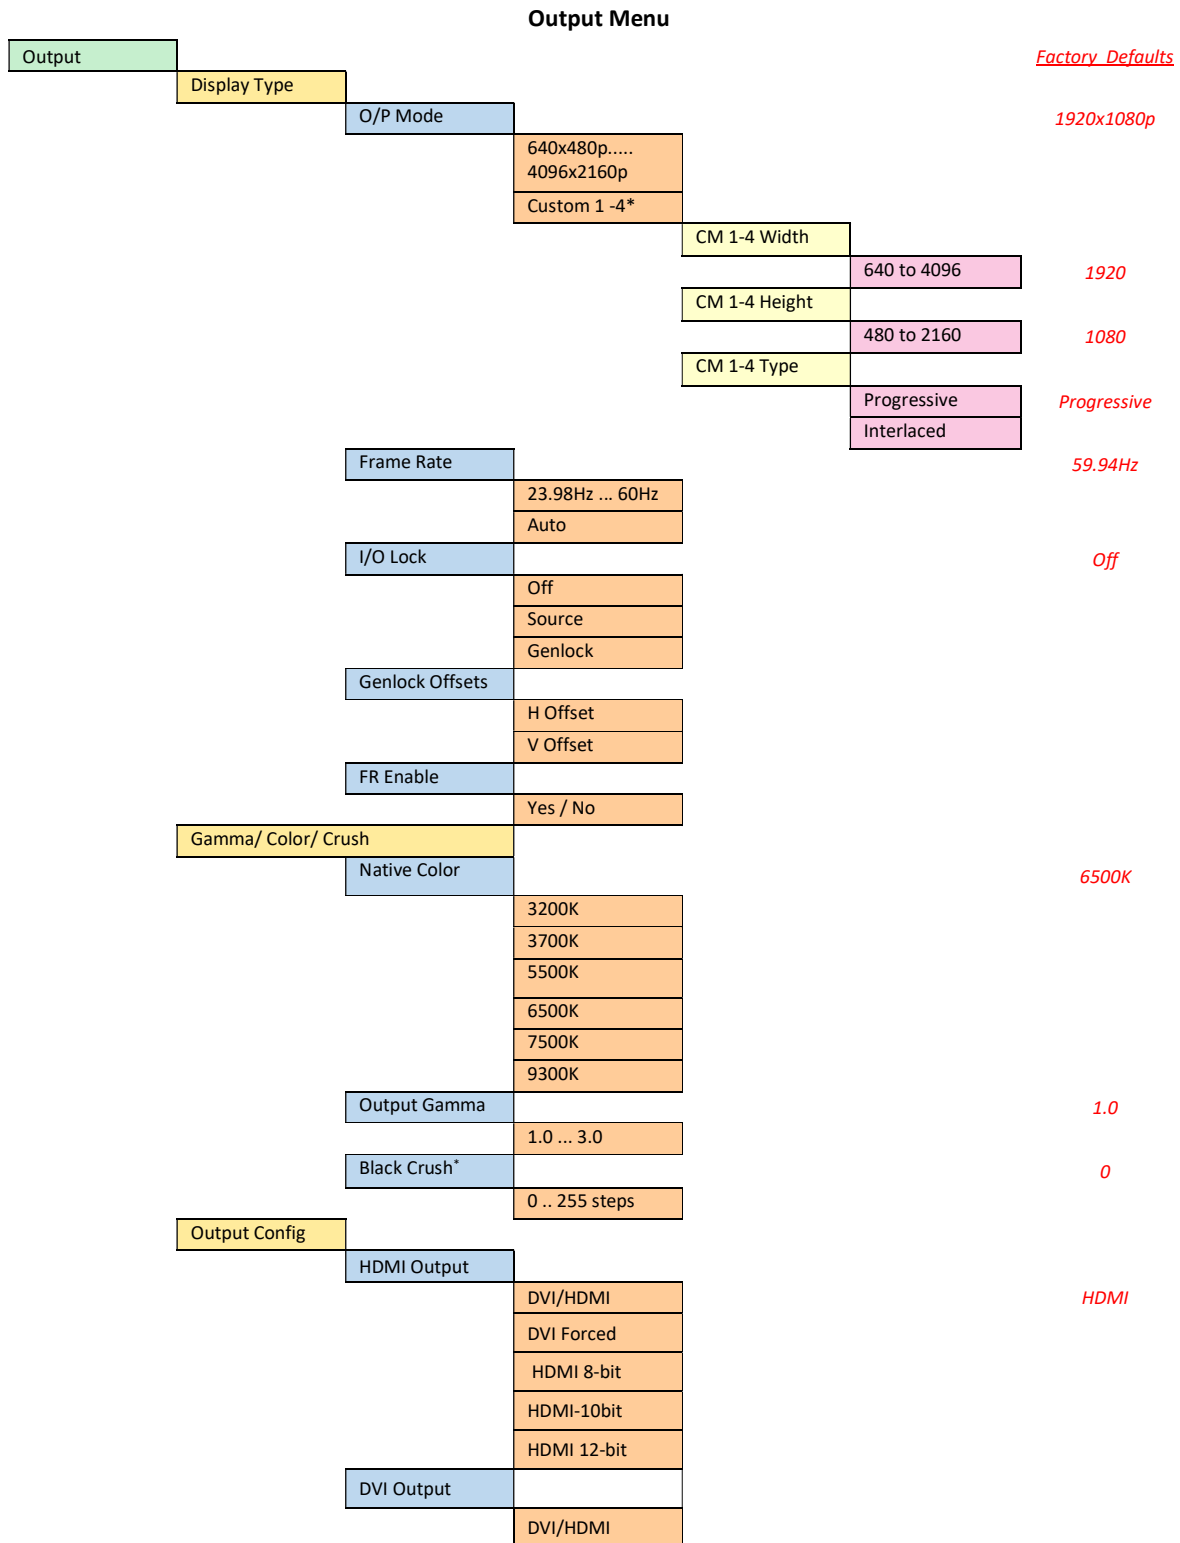 Output Menu
Output
Factory Defaults
Display Type
O/P Mode
1920x1080p
640x480p.....
4096x2160p
Custom 1 -4*
CM 1-4 Width
640 to 4096
1920
CM 1-4 Height
480 to 2160
1080
CM 1-4 Type
Progressive
Progressive
Interlaced
Frame Rate
59.94Hz
23.98Hz ... 60Hz
Auto
I/O Lock
Off
Off
Source
Genlock
Genlock Offsets
H Offset
V Offset
FR Enable
Yes / No
Gamma/ Color/ Crush
Native Color
6500K
3200K
3700K
5500K
6500K
7500K
9300K
Output Gamma
1.0
1.0 ... 3.0
Black Crush*
0
0 .. 255 steps
Output Config
HDMI Output
DVI/HDMI
HDMI
DVI Forced
HDMI 8-bit
HDMI-10bit
HDMI 12-bit
DVI Output
DVI/HDMI